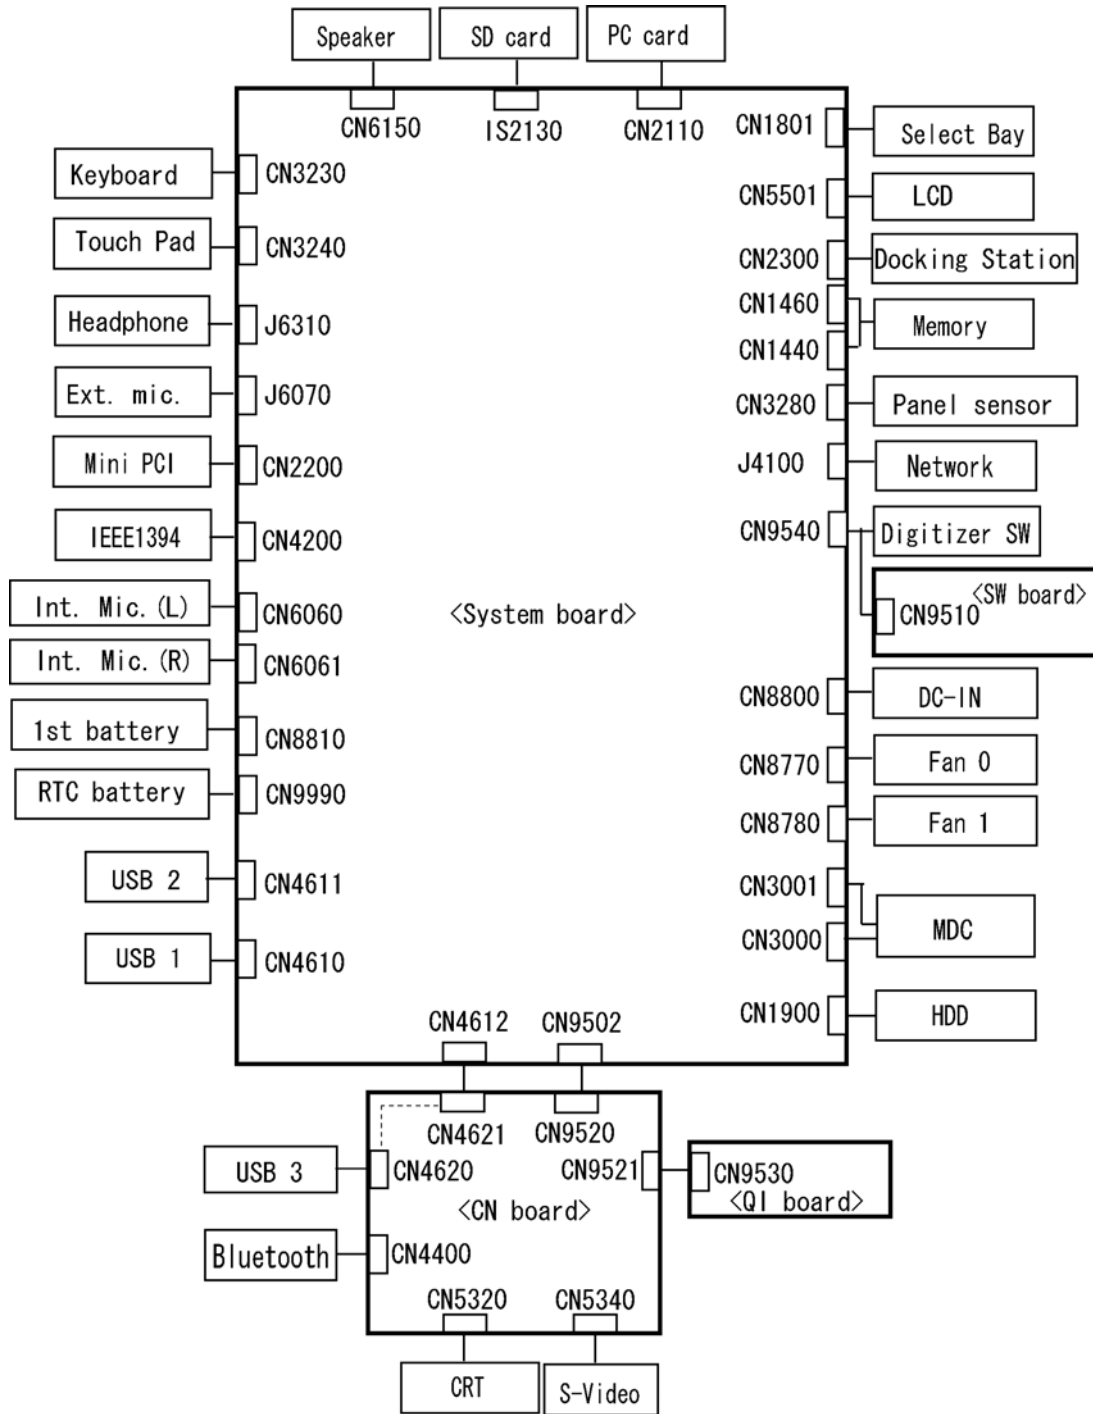 Speaker
SD card
PC card
CN6150
IS2130
CN2110
CN1801
Select Bay
Keyboard
CN3230
CN5501
LCD
Touch Pad
CN3240
CN2300
Docking Station
CN1460
Headphone
J6310
Memory
CN1440
Ext. mic.
J6070
CN3280
Panel sensor
Mini PCI
CN2200
J4100
Network
IEEE1394
CN4200
CN9540
Digitizer SW
<SW board>
CN9510
Int. Mic.(L)
CN6060
<System board>
Int. Mic.(R)
CN6061
CN8800
DC-IN
1st battery
CN8810
CN8770
Fan 0
RTC battery
CN9990
CN8780
Fan 1
USB 2
CN4611
CN3001
MDC
CN3000
USB 1
CN4610
CN1900
HDD
CN4612
CN9502
CN4621
CN9520
USB 3
CN4620
CN9521
CN9530
<QI board>
<CN board>
Bluetooth
CN4400
CN5320
CN5340
CRT
S-Video